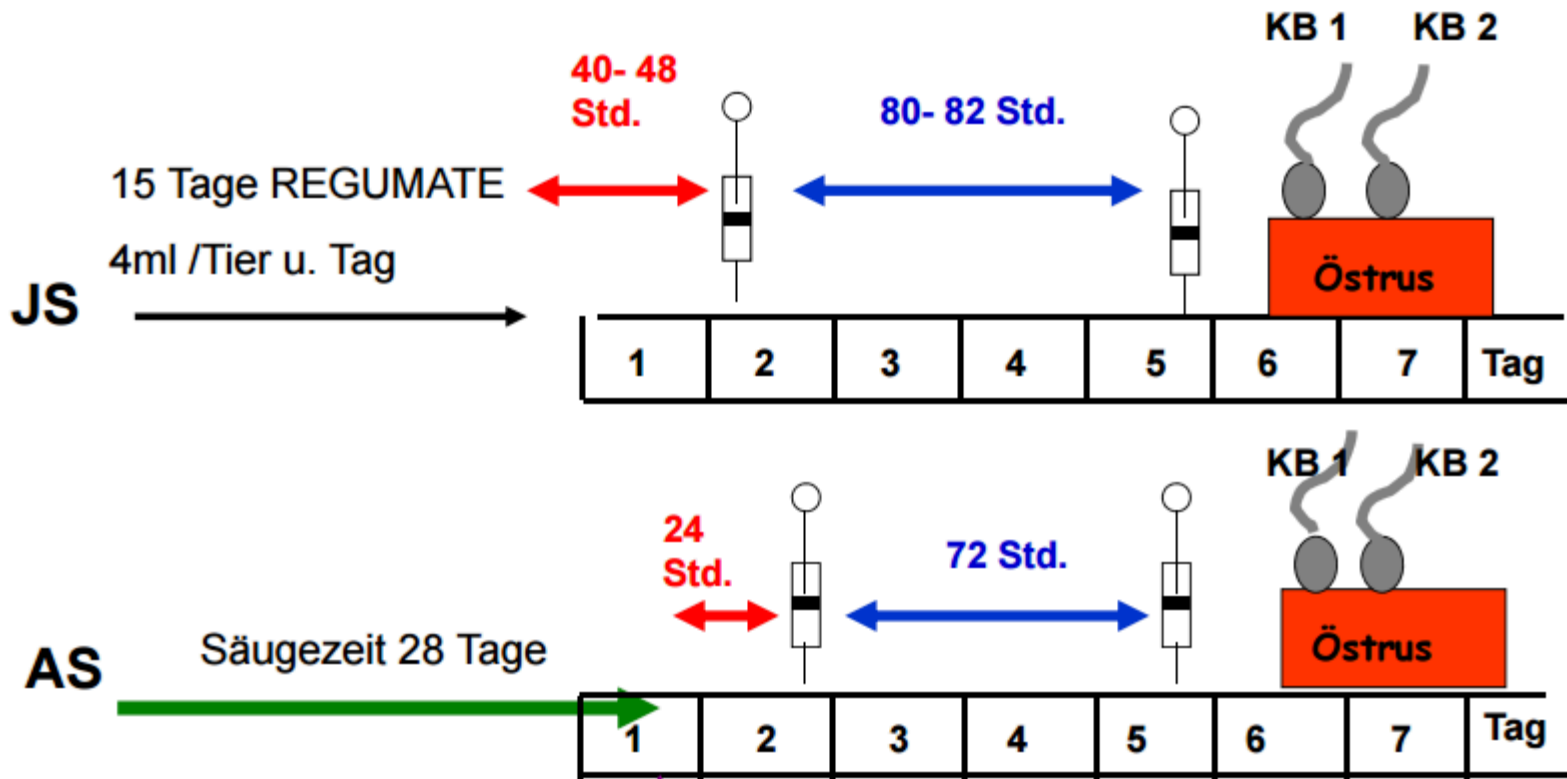 KB 1 KB 2
40- 48
Std.
80- 82 Std.
15 Tage REGUMATE
4ml /Tier u. Tag
JS
Östrus
1 2 3 4 5 6 7 Tag
KB 1 KB 2
24
Std.
72 Std.
Säugezeit 28 Tage
AS
Östrus
1 2 3 4 5 6 7 Tag